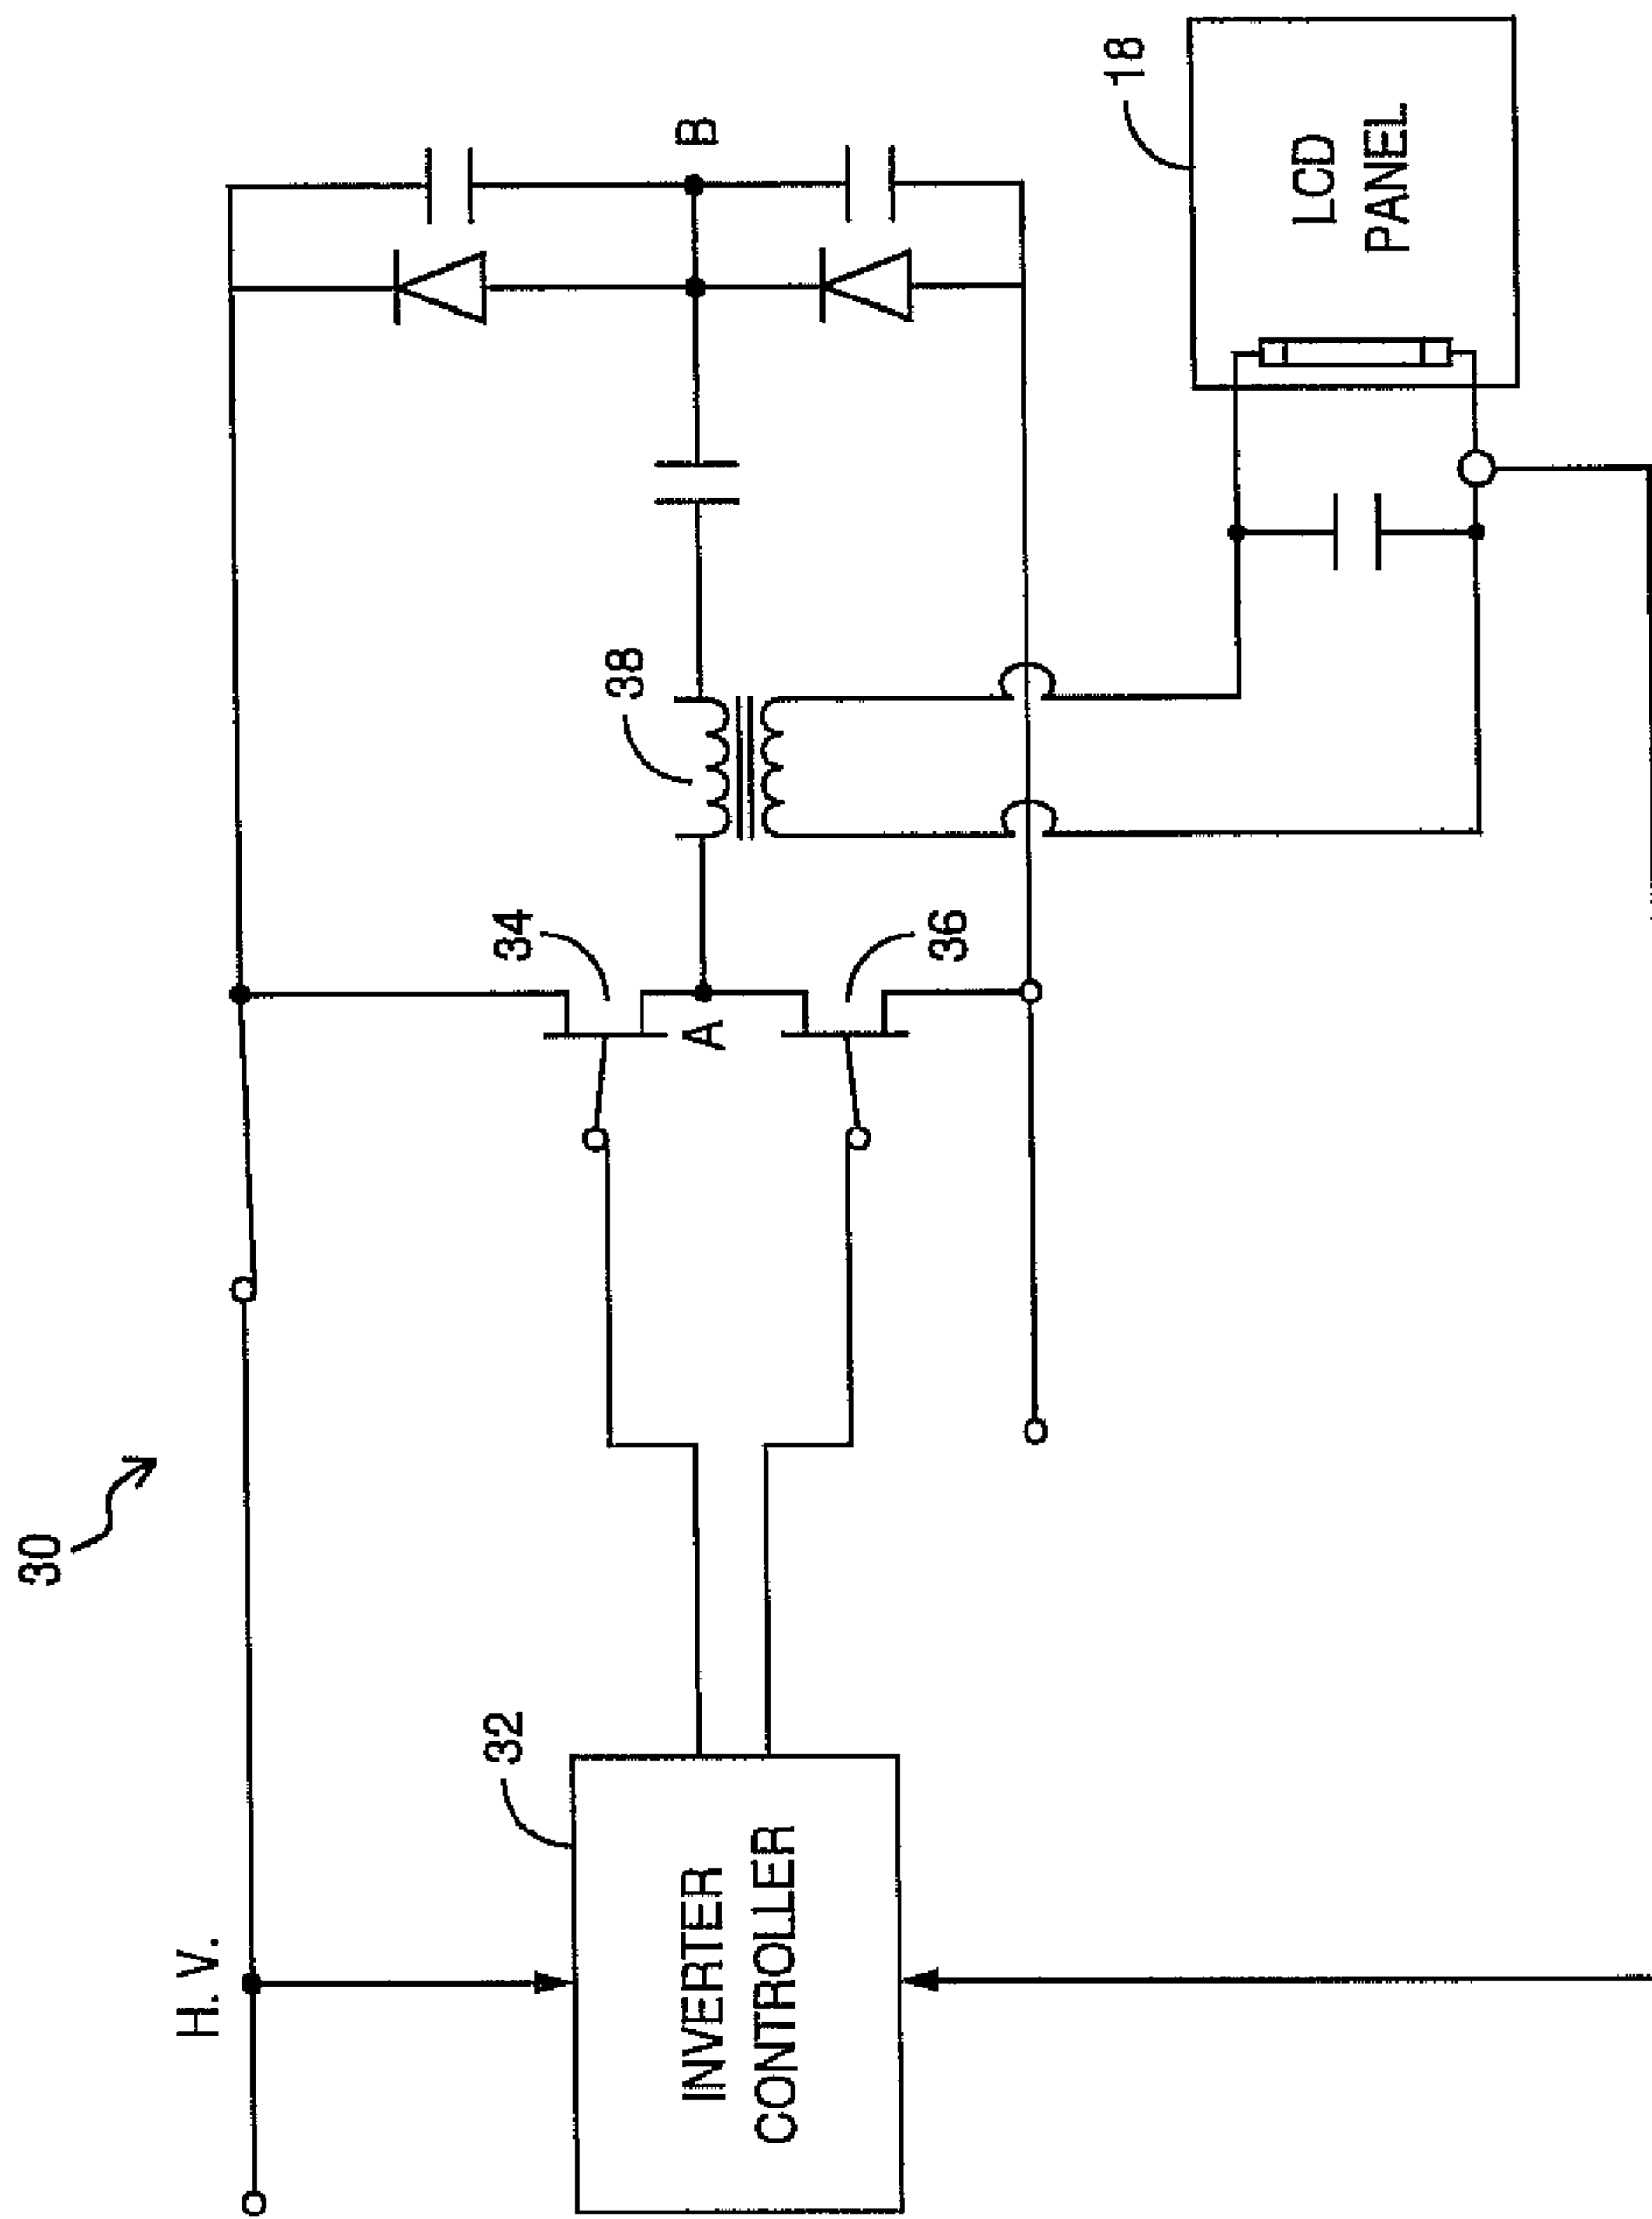 30
H. V.
32
INVERTER
CONTROLLER
34
A
36
38
B
18
LCD
PANEL